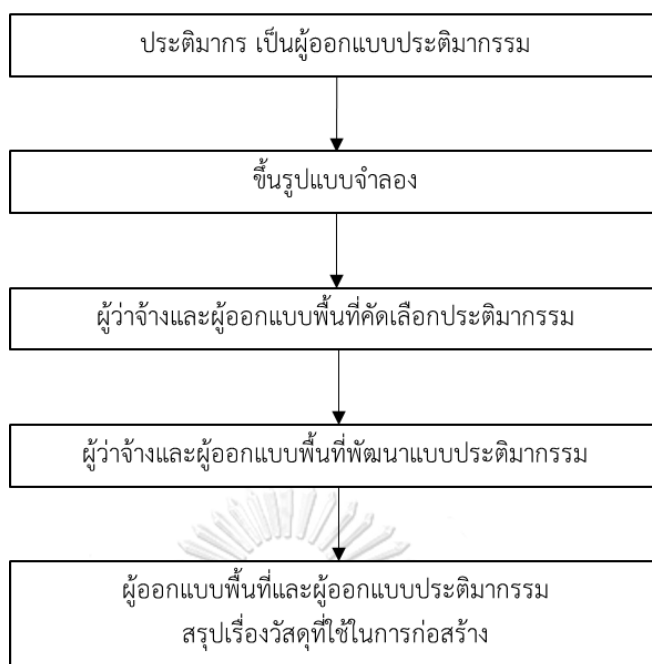 ประติมากร เป็นผู้ออกแบบประติมากรรม
ขึ้นรูปแบบจำลอง
ผู้ว่าจ้างและผู้ออกแบบพื้นที่คัดเลือกประติมากรรม
ผู้ว่าจ้างและผู้ออกแบบพื้นที่พัฒนาแบบประติมากรรม
ผู้ออกแบบพื้นที่และผู้ออกแบบประติมากรรม
สรุปเรื่องวัสดุที่ใช้ในการก่อสร้าง